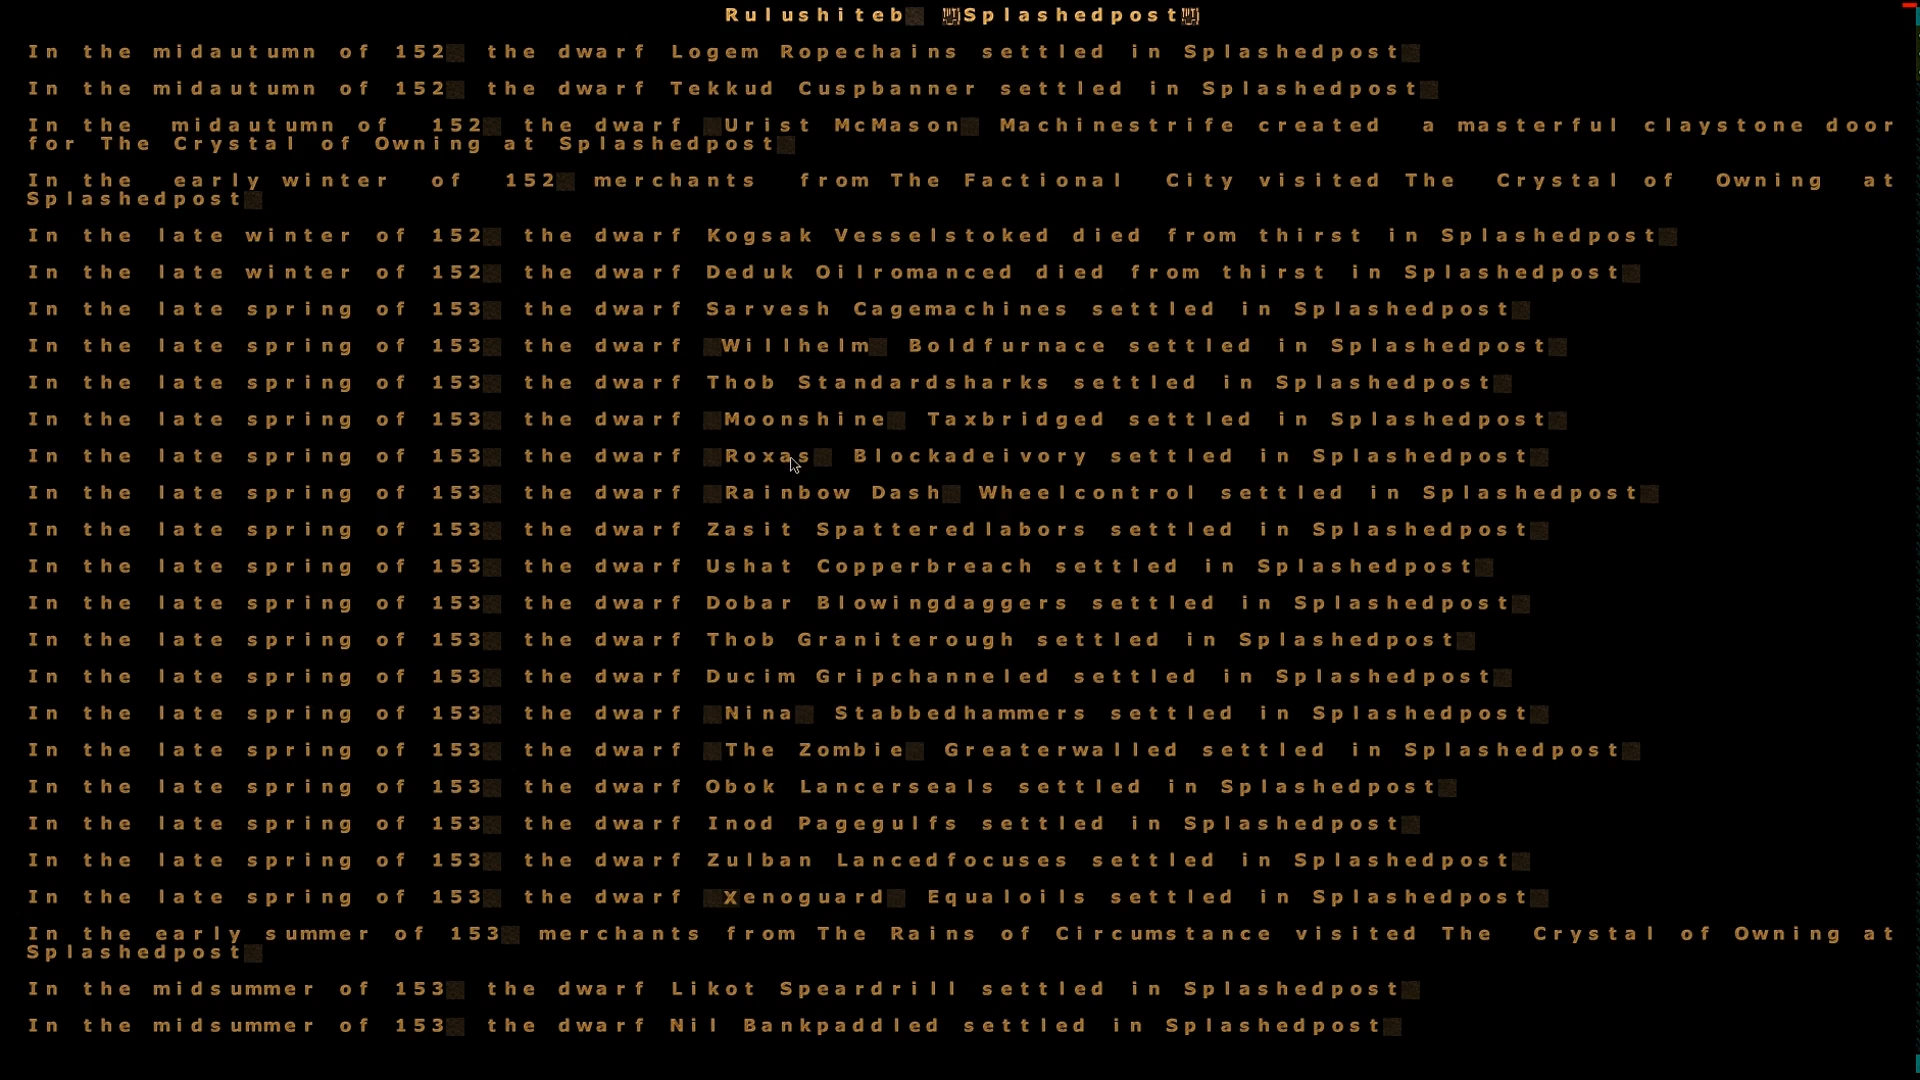 Rulushiteb Splashedpost
In the midautumn of 152 the dwarf Logem Ropechains settled in Splashedpost
In the midautumn of 152 the dwarf Tekkud Cuspbanner settled in Splashedpost
In the midautumn of 152 the dwarf Urist McMason Machinestrife created a masterful claystone door
for The Crystal of Owning at Splashedpost
In the early winter of 152 merchants from The Factional City visited The Crystal of Owning at
Splashedpost
In the late winter of 152 the dwarf Kogsak Vesselstoked died from thirst in Splashedpost
In the late winter of 152 the dwarf Deduk Oilromanced died from thirst in Splashedpost
In the late spring of 153 the dwarf Sarvesh Cagemachines settled in Splashedpost
In the late spring of 153 the dwarf Willhelm Boldfurnace settled in Splashedpost
In the late spring of 153 the dwarf Thob Standardsharks settled in Splashedpost
In the late spring of 153 the dwarf Moonshine Taxbridged settled in Splashedpost
In the late spring of 153 the dwarf Roxas Blockadeivory settled in Splashedpost
In the late spring of 153 the dwarf Rainbow Dash Wheelcontrol settled in Splashedpost
In the late spring of 153 the dwarf Zasit Spatteredlabors settled in Splashedpost
In the late spring of 153 the dwarf Ushat Copperbreach settled in Splashedpost
In the late spring of 153 the dwarf Dobar Blowingdaggers settled in Splashedpost
In the late spring of 153 the dwarf Thob Graniterough settled in Splashedpost
In the late spring of 153 the dwarf Ducim Gripchanneled settled in Splashedpost
In the late spring of 153 the dwarf Nina Stabbedhammers settled in Splashedpost
In the late spring of 153 the dwarf The Zombie Greaterwalled settled in Splashedpost
In the late spring of 153 the dwarf Obok Lancerseals settled in Splashedpost
In the late spring of 153 the dwarf Inod Pagegulfs settled in Splashedpost
In the late spring of 153 the dwarf Zulban Lancedfocuses settled in Splashedpost
In the late spring of 153 the dwarf Xenoguard Equaloils settled in Splashedpost
In the early summer of 153 merchants from The Rains of Circumstance visited The Crystal of Owning at
Splashedpost
In the midsummer of 153 the dwarf Likot Speardrill settled in Splashedpost
In the midsummer of 153 the dwarf Nil Bankpaddled settled in Splashedpost